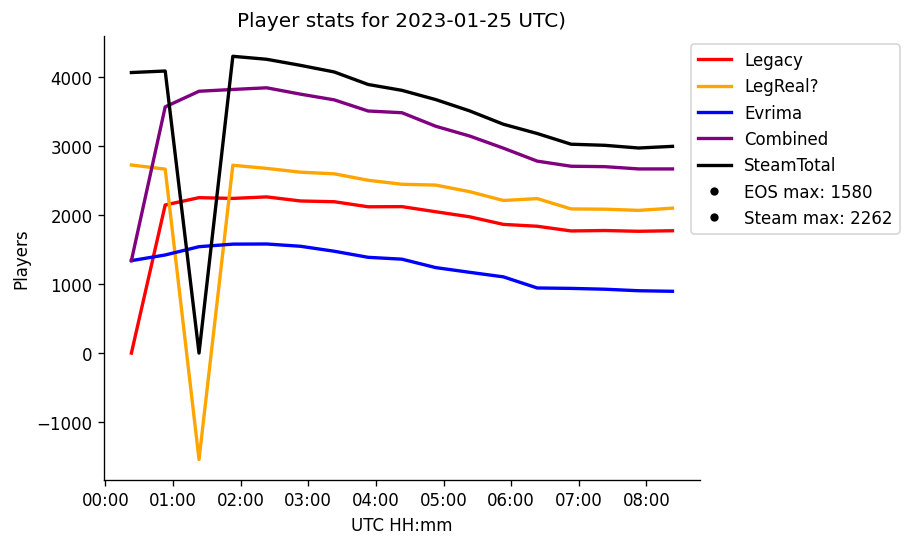 Player stats for 2023-01-25 UTC)
Legacy
LegReal?
Evrima
Combined
SteamTotal
EOS max: 1580
Steam max: 2262
Players
4000
3000
2000
1000
0
−1000
00:00 01:00 02:00 03:00 04:00 05:00 06:00 07:00 08:00
UTC HH:mm